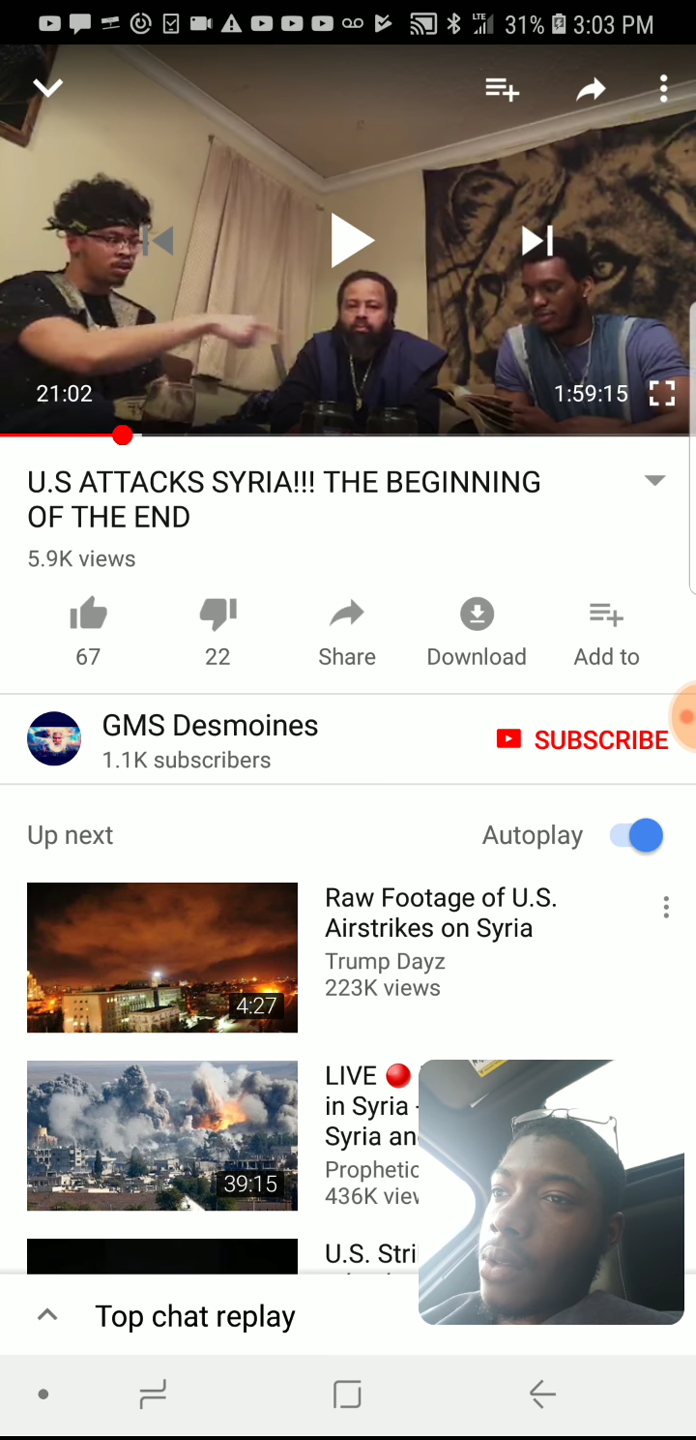 LTE 31% 3:03 PM
21:02
1:59:15
U.S ATTACKS SYRIA!!! THE BEGINNING
OF THE END
5.9K views
67
22
Share
Download
Add to
GMS Desmoines
1.1K subscribers
SUBSCRIBE
Up next
Autoplay
4:27
Raw Footage of U.S.
Airstrikes on Syria
Trump Dayz
223K views
39:15
LIVE
in Syria -
Syria an
Prophetic
436K view
U.S. Stri
Top chat replay